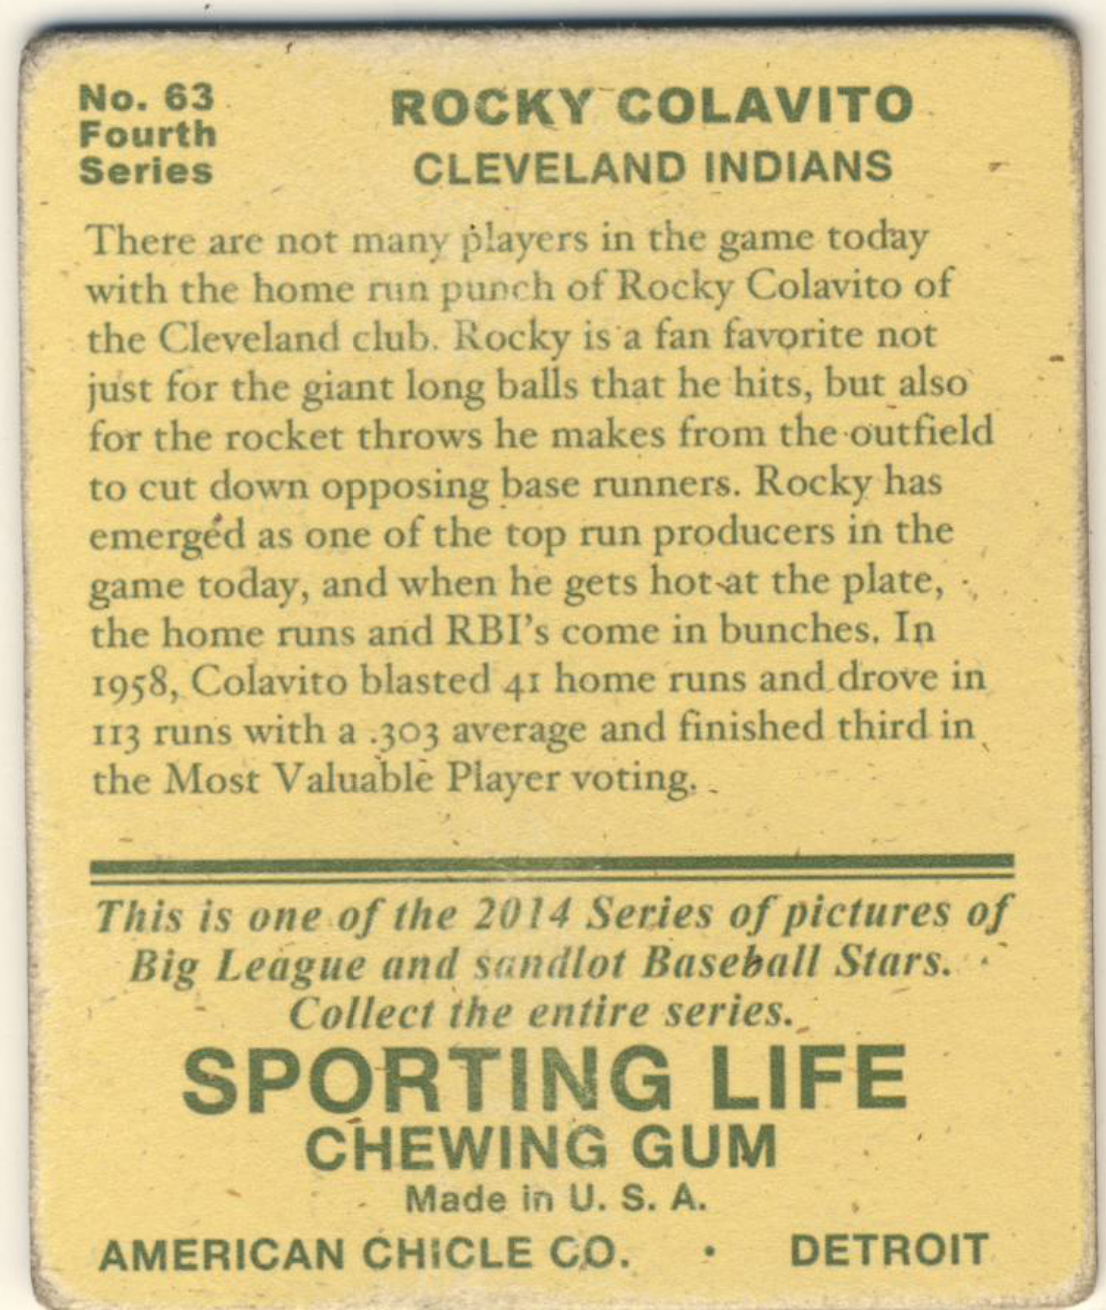 No. 63
Fourth
Series
ROCKY COLAVITO
CLEVELAND INDIANS
There are not many players in the game today
with the home run punch of Rocky Colavito of
the Cleveland club. Rocky is a fan favorite not
just for the giant long balls that he hits, but also
for the rocket throws he makes from the outfield
to cut down opposing base runners. Rocky has
emerged as one of the top run producers in the
game today, and when he gets hot at the plate,
the home runs and RBI's come in bunches. In
1958, Colavito blasted 41 home runs and drove in
113 runs with a .303 average and finished third in
the Most Valuable Player voting.
This is one of the 2014 Series of pictures of
Big League and sandlot Baseball Stars.
Collect the entire series.
SPORTING LIFE
CHEWING GUM
Made in U. S. A.
AMERICAN CHICLE CO. • DETROIT